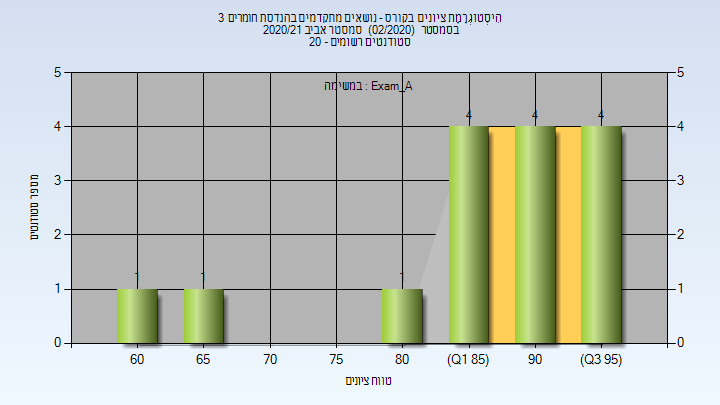 היסטוגרמת ציונים בקורס - נושאים מתקדמים בהנדסת חומרים 3
בסמסטר (02/2020) סמסטר אביב 2020/21
סטודנטים רשומים - 20
במשימה : Exam_A
5 5
4 4
3 3
2 2
1 1
0 0
1 1 1 4 4 4
מספר סטודנטים
60 65 70 75 80 (Q1 85) 90 (Q3 95)
טווח ציונים